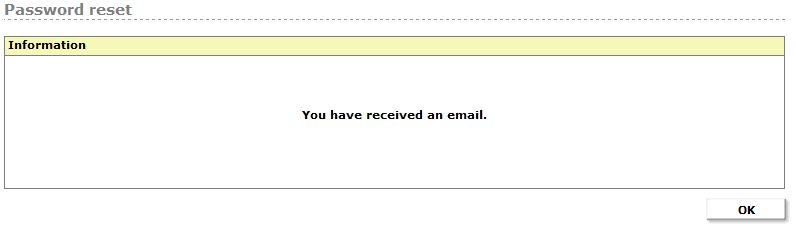 Password reset
Information
You have received an email.
OK